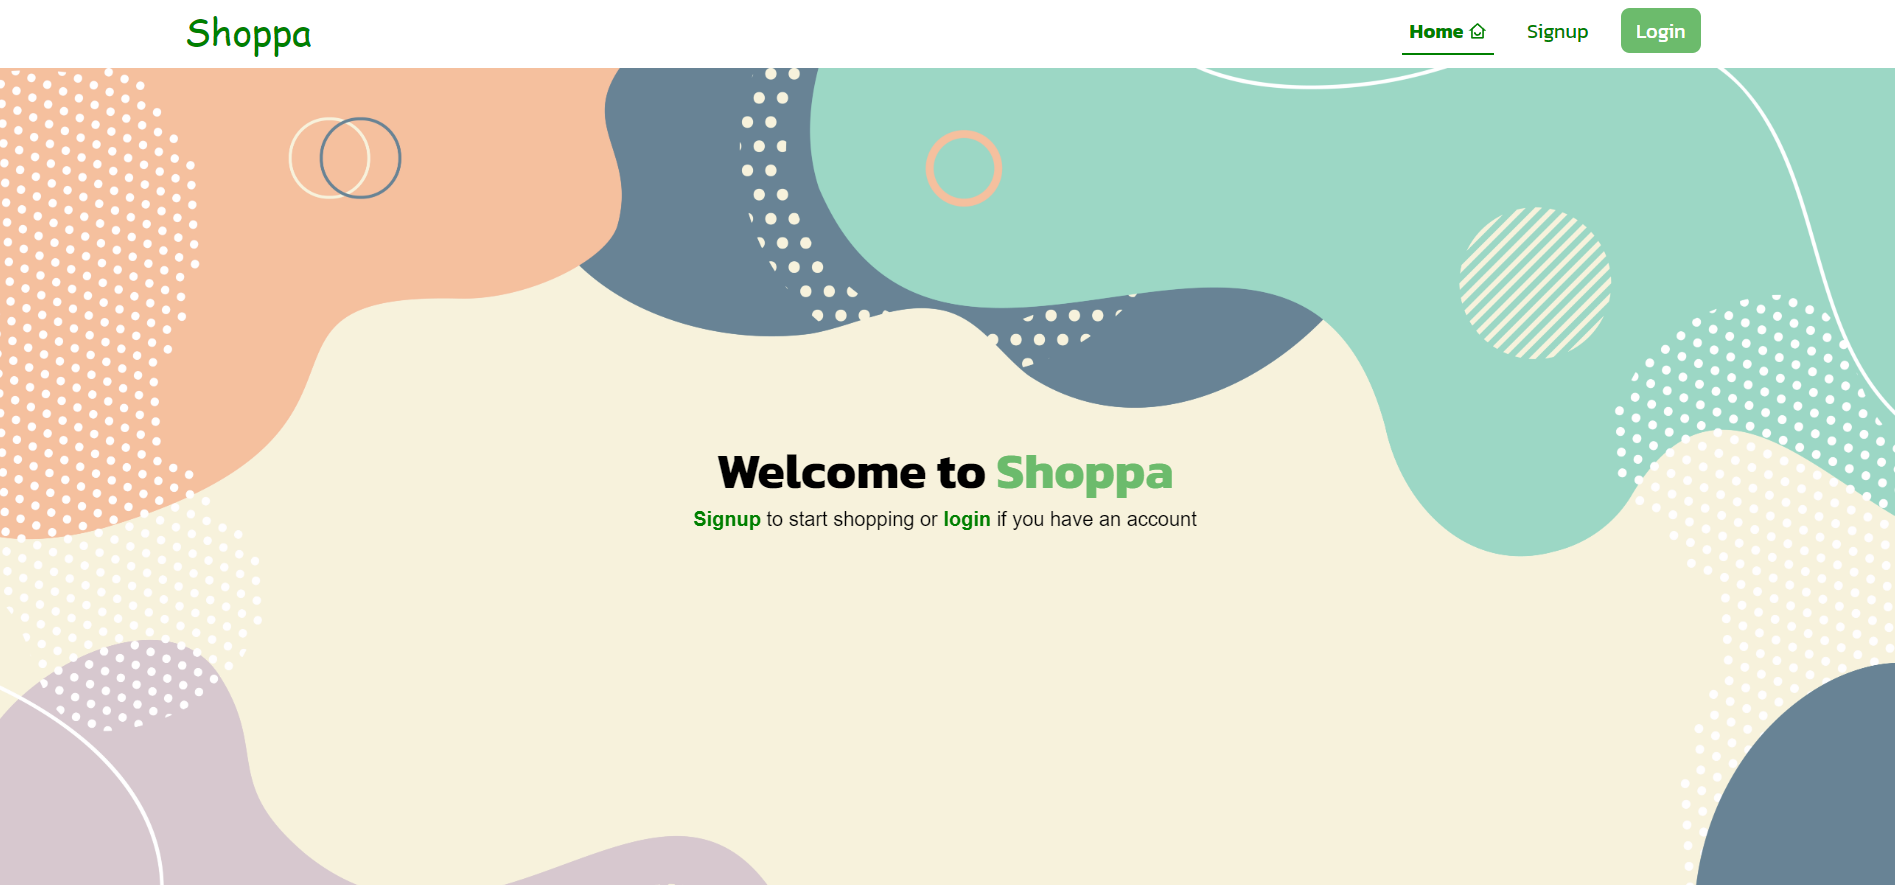 Shoppa
Home
Signup
Login
Welcome to Shoppa
Signup to start shopping or login if you have an account